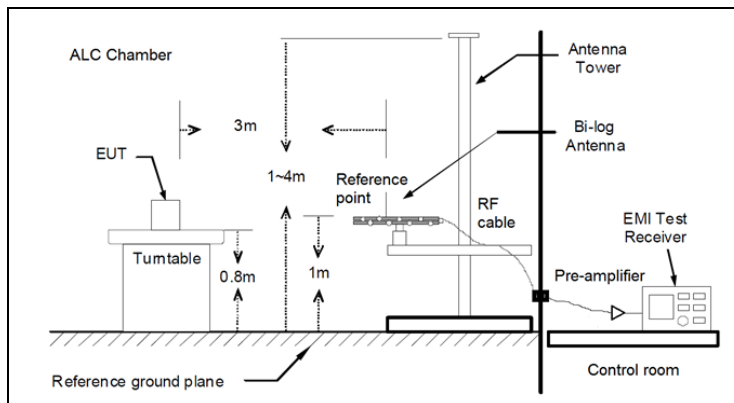 ALC Chamber
Antenna
Tower
3m
Bi-log
Antenna
EUT
1~4m
Reference
point
RF
cable
EMI Test
Receiver
Turntable
0.8m
1m
Pre-amplifier
Reference ground plane
Control room